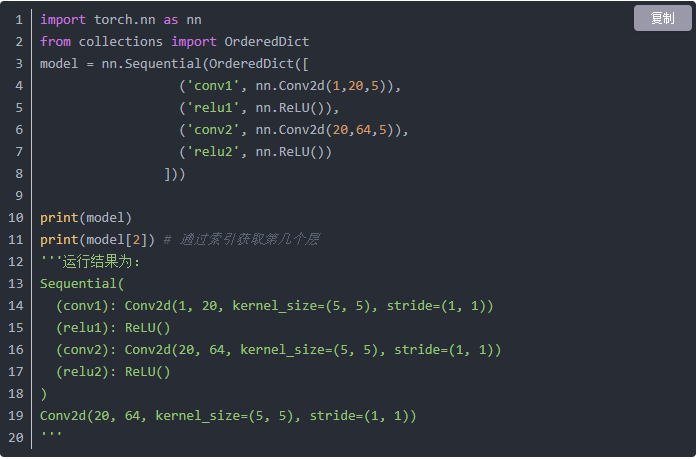 复制
1 import torch.nn as nn
2 from collections import OrderedDict
3 model = nn.Sequential(OrderedDict([
4                   ('conv1', nn.Conv2d(1,20,5)),
5                   ('relu1', nn.ReLU()),
6                   ('conv2', nn.Conv2d(20,64,5)),
7                   ('relu2', nn.ReLU())
8                 ]))
9
10 print(model)
11 print(model[2]) # 通过索引获取第几个层
12 '''运行结果为:
13 Sequential(
14   (conv1): Conv2d(1, 20, kernel_size=(5, 5), stride=(1, 1))
15   (relu1): ReLU()
16   (conv2): Conv2d(20, 64, kernel_size=(5, 5), stride=(1, 1))
17   (relu2): ReLU()
18 )
19 Conv2d(20, 64, kernel_size=(5, 5), stride=(1, 1))
20 '''